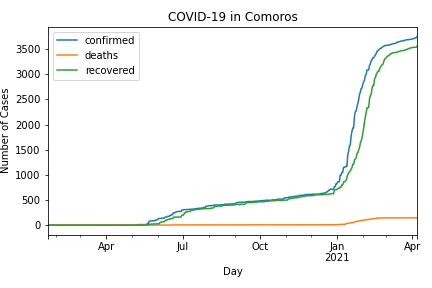 COVID-19 in Comoros
confirmed
deaths
recovered
Number of Cases
3500
3000
2500
2000
1500
1000
500
0
Apr
Jul
Oct
Jan
2021
Apr
Day